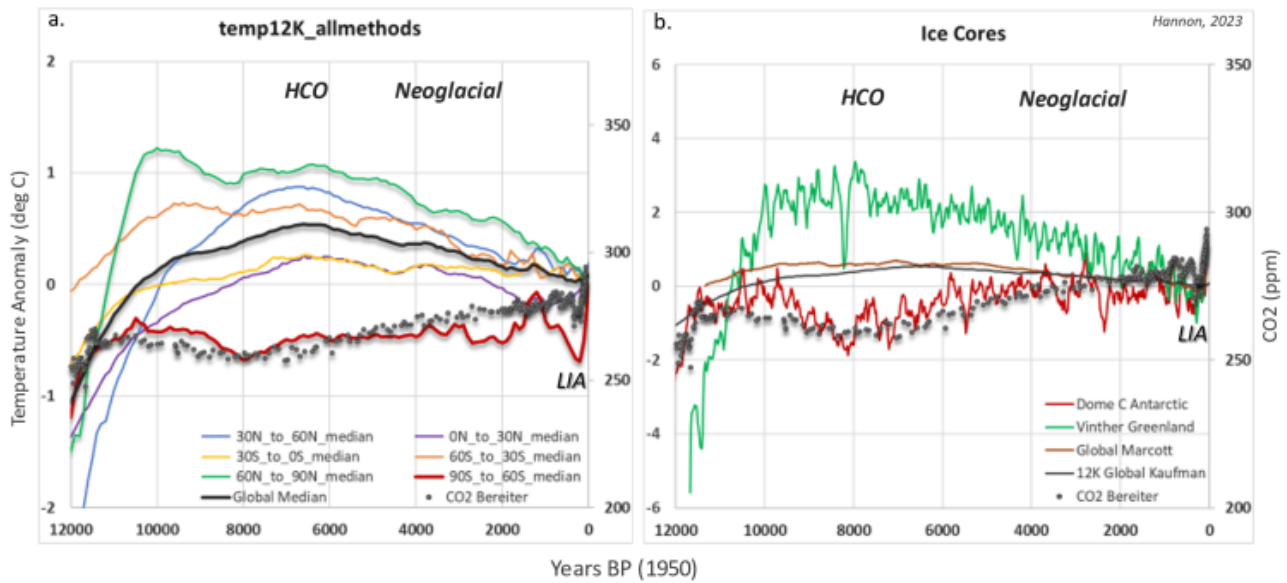 a.
temp12K_allmethods
HCO
Neoglacial
Temperature Anomaly (deg C)
2
1
0
-1
-2
350
300
250
200
LIA
30N_to_60N_median
0N_to_30N_median
30S_to_0S_median
60S_to_30S_median
60N_to_90N_median
90S_to_60S_median
Global Median
CO2 Bereiter
12000
10000
8000
6000
4000
2000
0
b.
Hannon, 2023
Ice Cores
HCO
Neoglacial
6
4
2
0
-2
-4
-6
350
300
250
200
CO2 (ppm)
LIA
Dome C Antarctic
Vinther Greenland
Global Marcott
12K Global Kaufman
CO2 Bereiter
12000
10000
8000
6000
4000
2000
0
Years BP (1950)